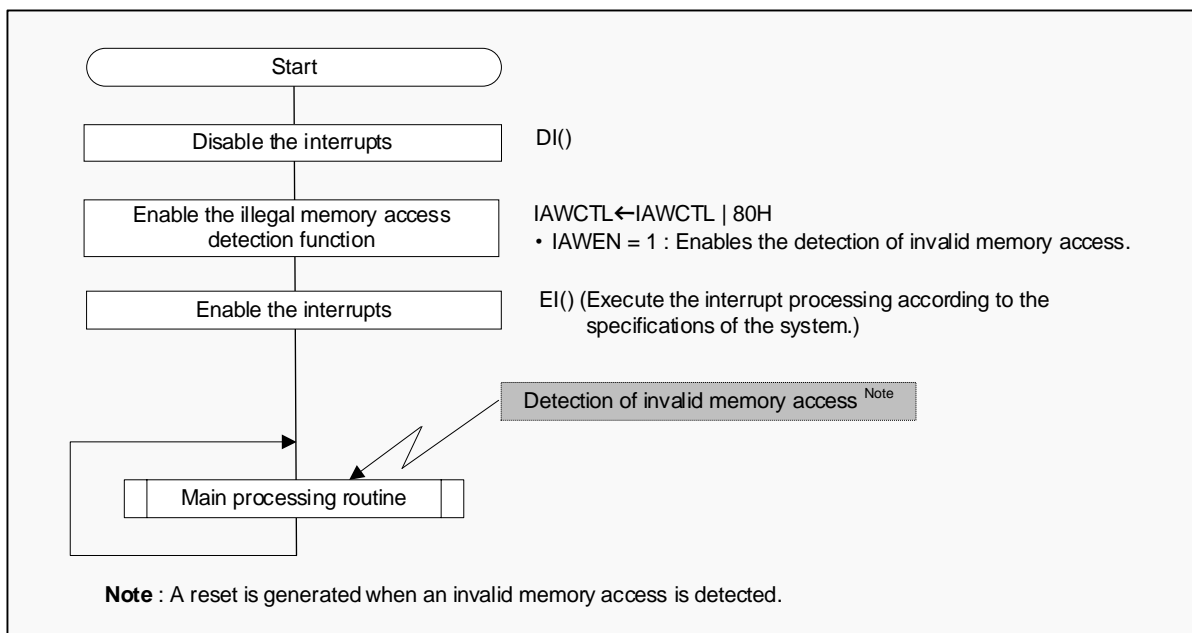 Start
Disable the interrupts
DI()
Enable the illegal memory access
detection function
IAWCTL←IAWCTL | 80H
・ IAWEN = 1 : Enables the detection of invalid memory access.
Enable the interrupts
EI() (Execute the interrupt processing according to the
specifications of the system.)
Detection of invalid memory access Note
Main processing routine
Note : A reset is generated when an invalid memory access is detected.